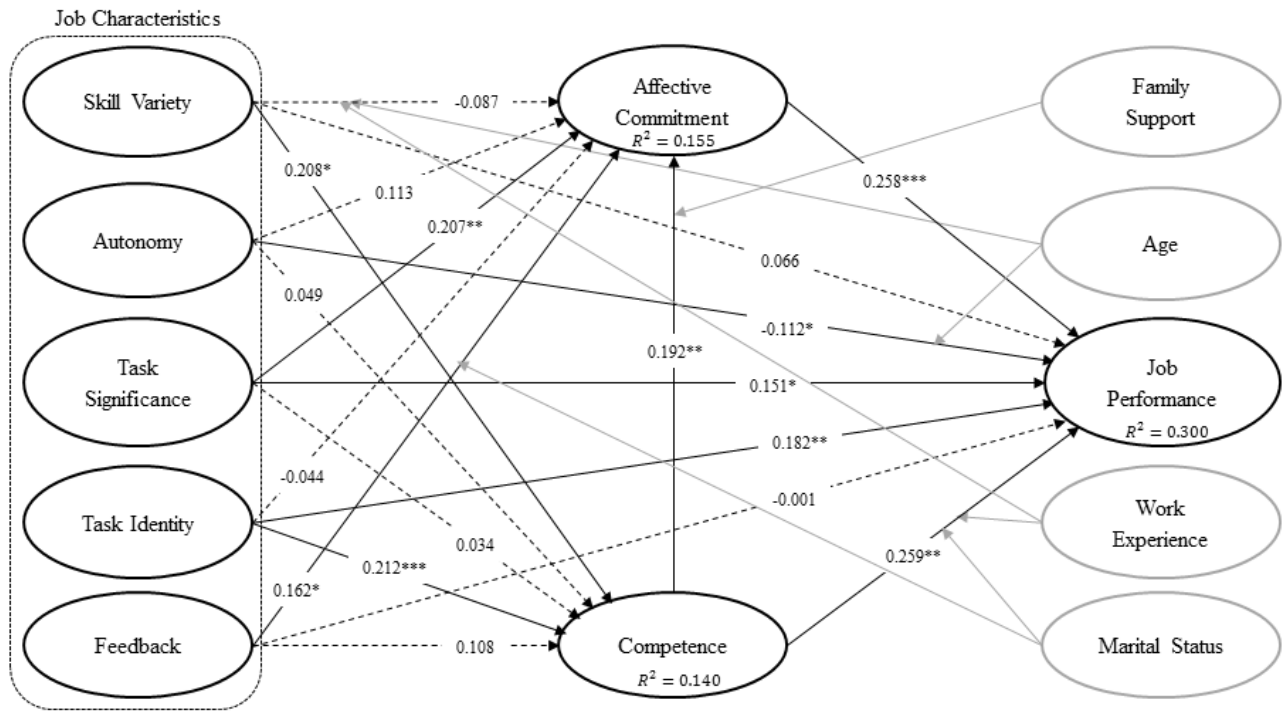 Job Characteristics
Skill Variety
Affective
Commitment
R² = 0.155
Family
Support
-0.087
0.208*
0.113
0.258***
0.207**
Autonomy
Age
0.066
0.049
-0.112*
0.192**
Task
Significance
0.151*
Job
Performance
R² = 0.300
0.182**
-0.044
-0.001
Task Identity
Work
Experience
0.034
0.259**
0.212***
0.162*
Feedback
0.108
Competence
R² = 0.140
Marital Status